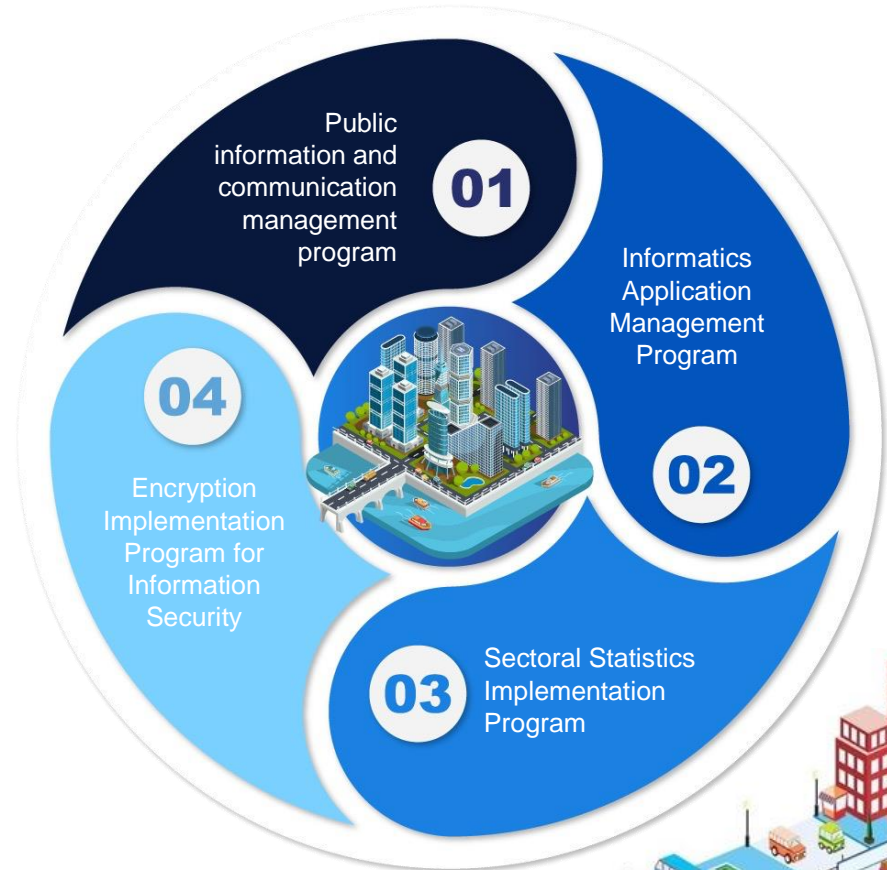 Public
information and
communication
management
program
01
Informatics
Application
Management
Program
02
Sectoral Statistics
Implementation
Program
03
04
Encryption
Implementation
Program for
Information
Security